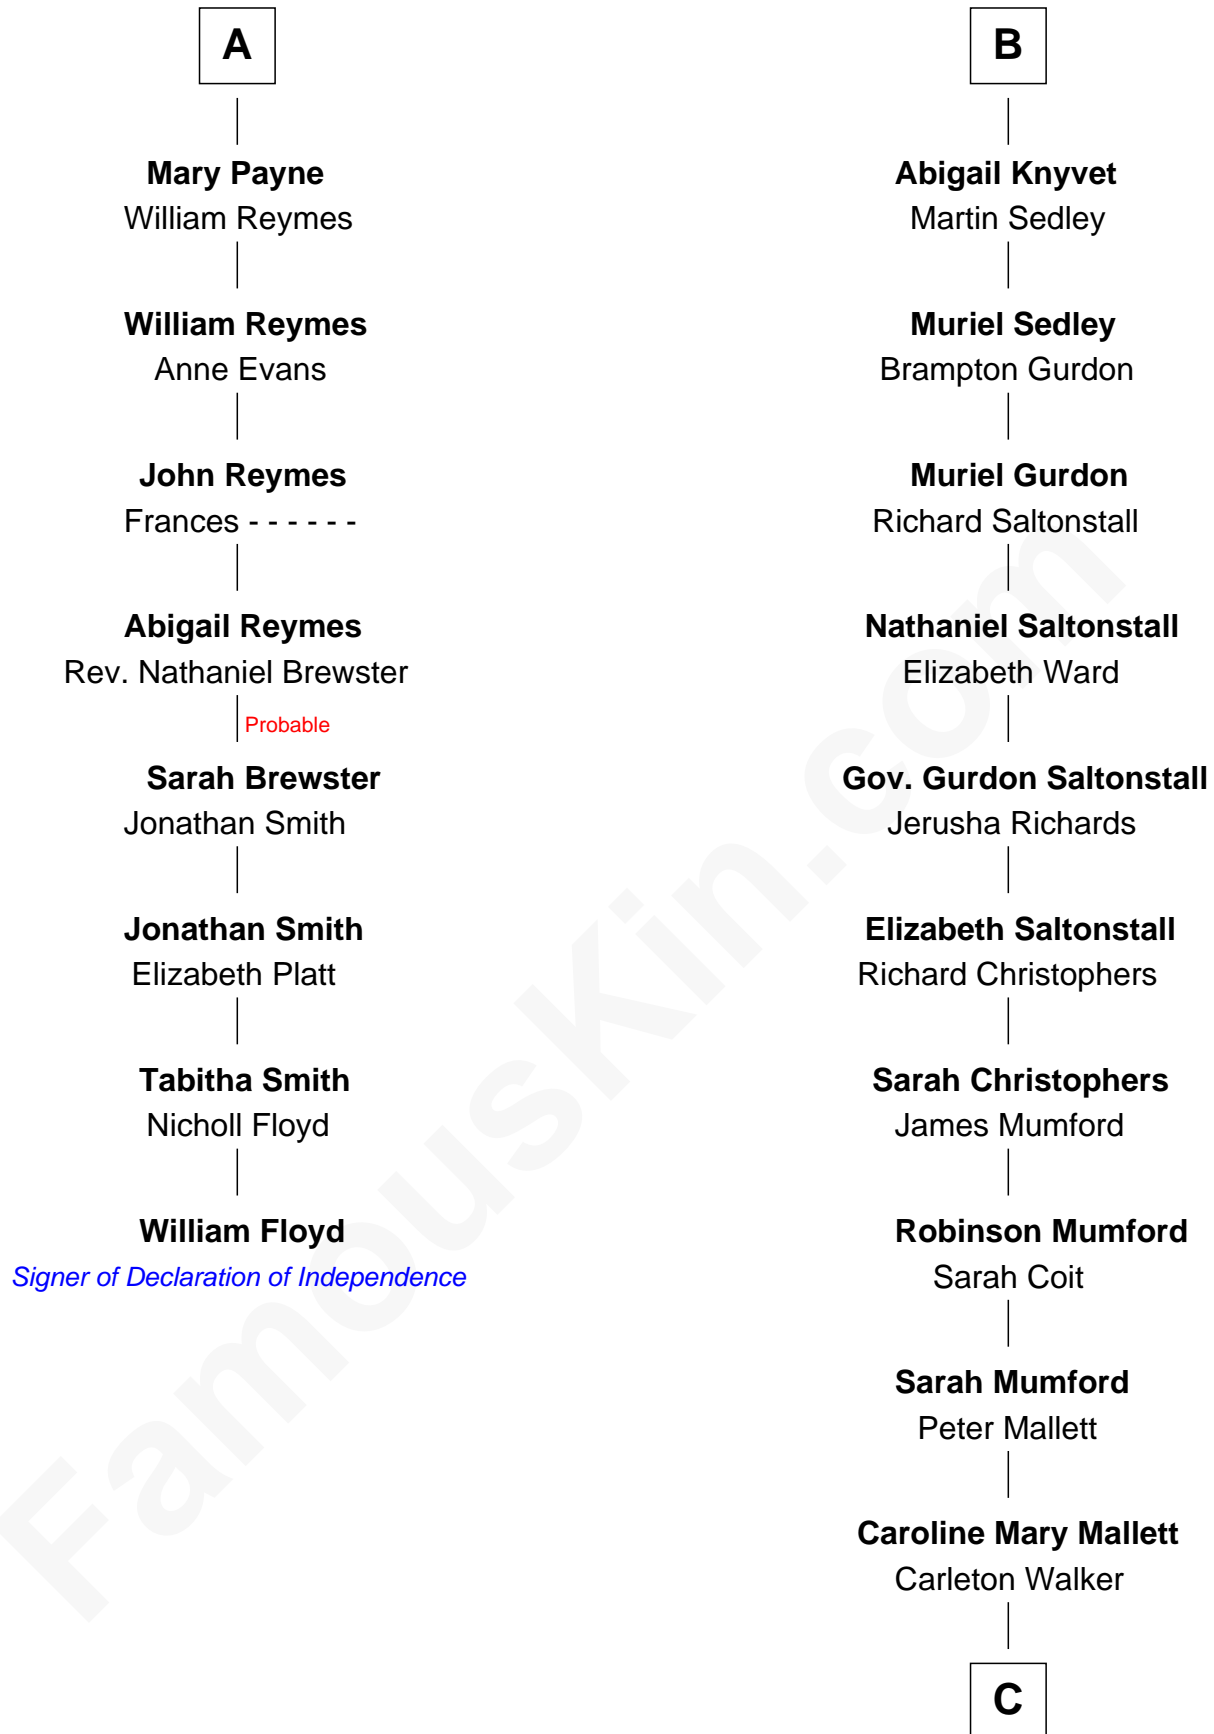 A
Mary Payne
William Reymes
William Reymes
Anne Evans
John Reymes
Frances - - - - - -
Abigail Reymes
Rev. Nathaniel Brewster
Probable
Sarah Brewster
Jonathan Smith
Jonathan Smith
Elizabeth Platt
Tabitha Smith
Nicholl Floyd
William Floyd
Signer of Declaration of Independence
B
Abigail Knyvet
Martin Sedley
Muriel Sedley
Brampton Gurdon
Muriel Gurdon
Richard Saltonstall
Nathaniel Saltonstall
Elizabeth Ward
Gov. Gurdon Saltonstall
Jerusha Richards
Elizabeth Saltonstall
Richard Christophers
Sarah Christophers
James Mumford
Robinson Mumford
Sarah Coit
Sarah Mumford
Peter Mallett
Caroline Mary Mallett
Carleton Walker
C
FamousKin.com